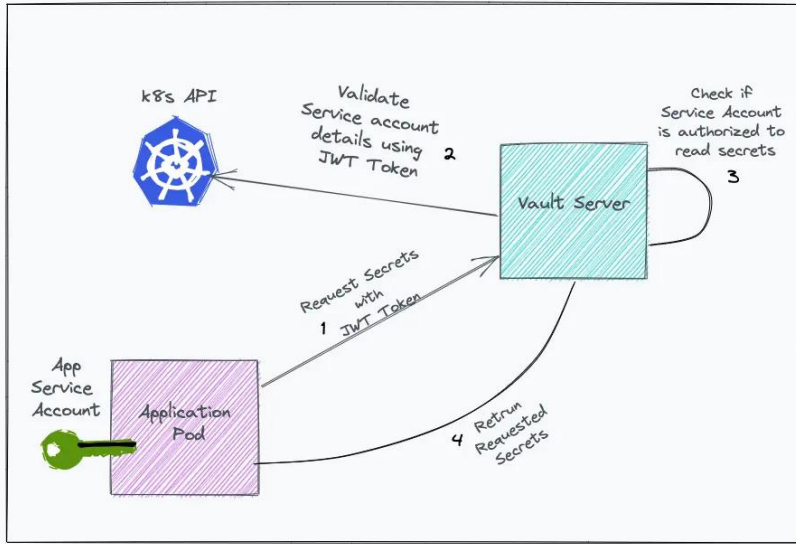 k8s API
Validate
Service account
details using
JWT Token
2
Check if
Service Account
is authorized to
read secrets
3
Vault Server
Request Secrets
with
JWT Token
1
App
Service
Account
Application
Pod
4
Retrun
Requested
Secrets